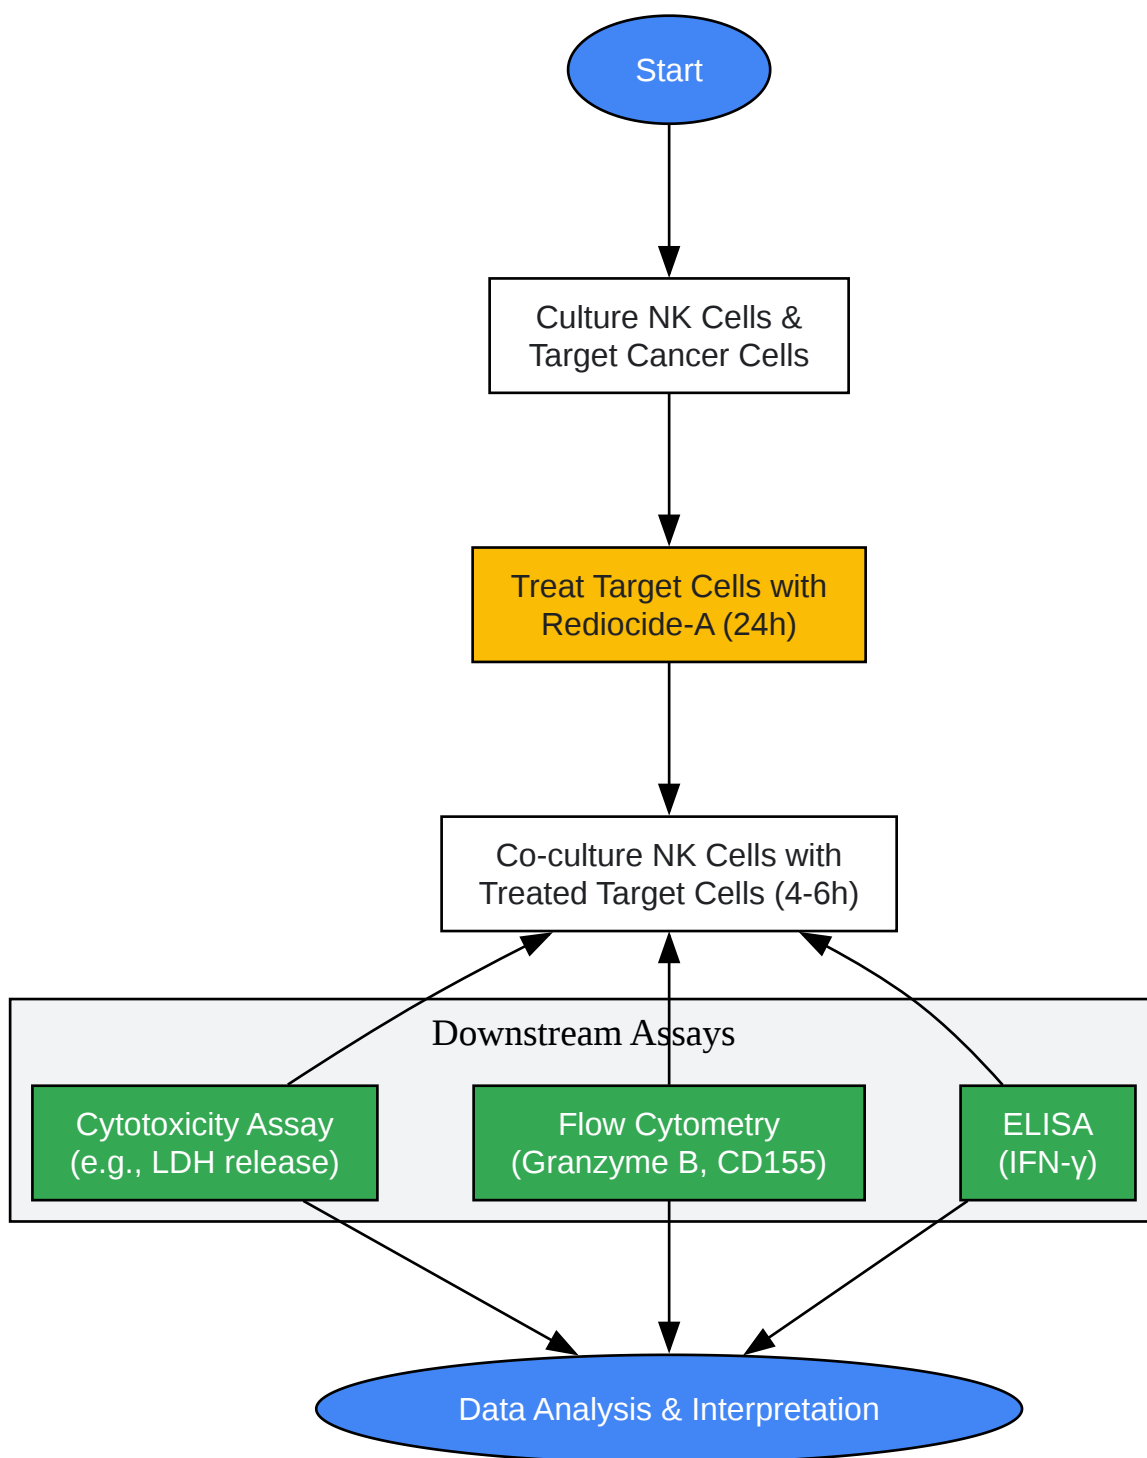 Start
Culture NK Cells &
Target Cancer Cells
Treat Target Cells with
Rediocide-A (24h)
Co-culture NK Cells with
Treated Target Cells (4-6h)
Downstream Assays
Cytotoxicity Assay
(e.g., LDH release)
Flow Cytometry
(Granzyme B, CD155)
ELISA
(IFN-γ)
Data Analysis & Interpretation